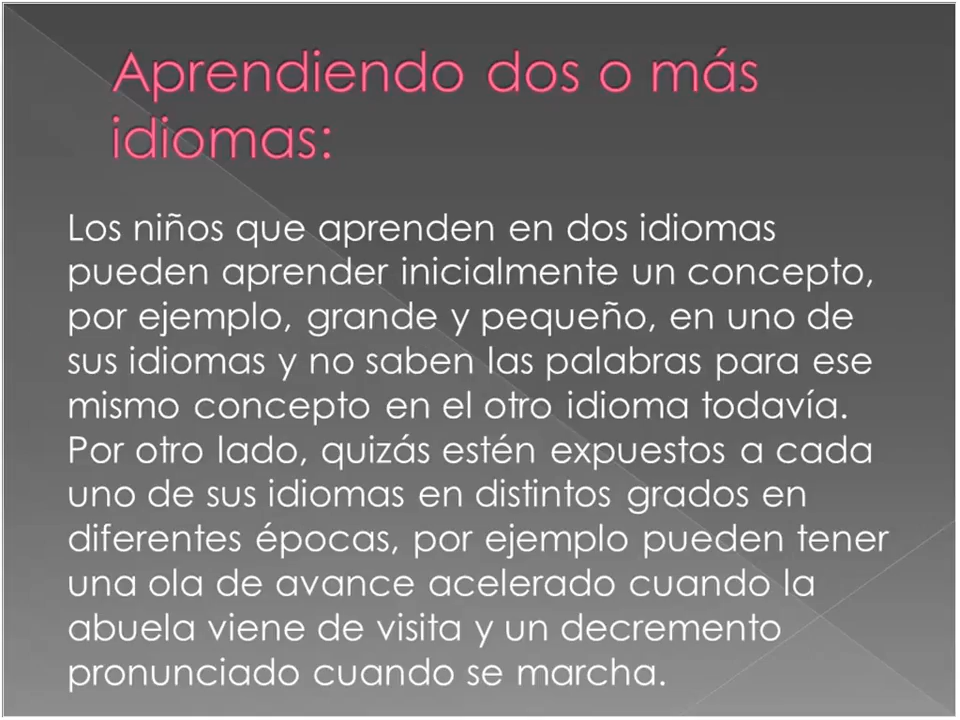 Aprendiendo dos o más
idiomas:
Los niños que aprenden en dos idiomas
pueden aprender inicialmente un concepto,
por ejemplo, grande y pequeño, en uno de
sus idiomas y no saben las palabras para ese
mismo concepto en el otro idioma todavía.
Por otro lado, quizás estén expuestos a cada
uno de sus idiomas en distintos grados en
diferentes épocas, por ejemplo pueden tener
una ola de avance acelerado cuando la
abuela viene de visita y un decremento
pronunciado cuando se marcha.